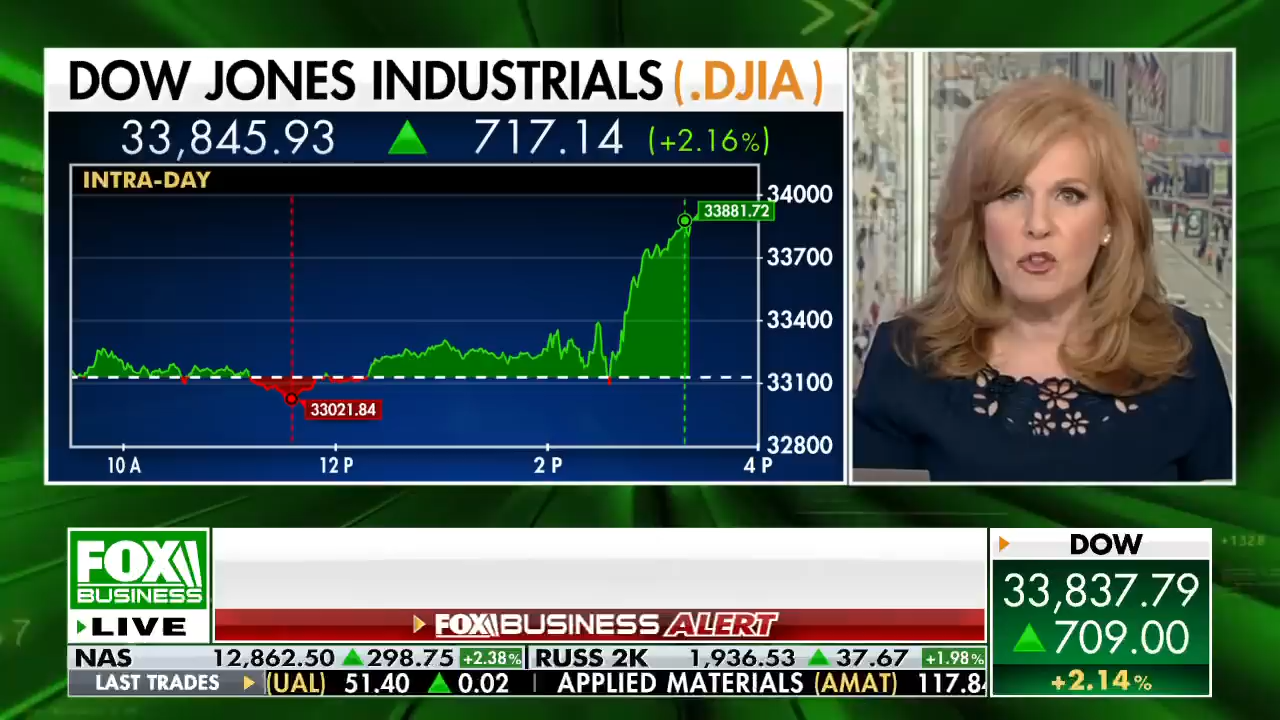 DOW JONES INDUSTRIALS (.DJIA)
33,845.93 ▲ 717.14 (+2.16%)
INTRA-DAY
34000
33881.72
33700
33400
33100
33021.84
32800
10 A
12 P
2 P
4 P
FOX
BUSINESS
LIVE
FOX BUSINESS ALERT
DOW
33,837.79
▲ 709.00
+2.14%
NAS 12,862.50 ▲ 298.75 +2.38% RUSS 2K 1,936.53 ▲ 37.67 +1.98%
LAST TRADES (UAL) 51.40 ▲ 0.02 | APPLIED MATERIALS (AMAT) 117.84
+1328